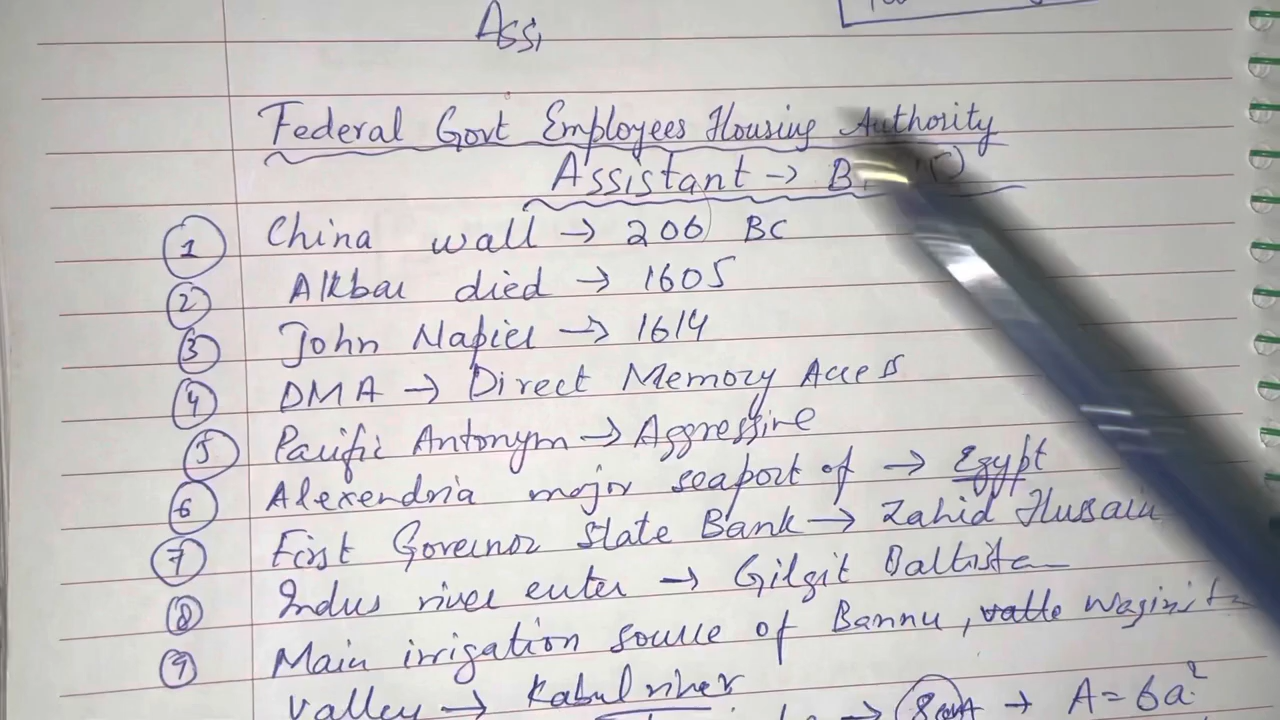 Assi
Federal Govt Employees Housing Authority
Assistant →
1 China wall → 206 BC
2 Akbar died → 1605
3 John Napier → 1614
4 DMA → Direct Memory Acces
5 Pacific Antonym → Aggressive
6 Alexendria major seaport of → Egypt
7 First Governor State Bank → Zahid Hussain
8 Indus river enter → Gilgit Baltistan
9 Main irrigation source of Bannu,
valley → Kabul river
→ → A = 6a²